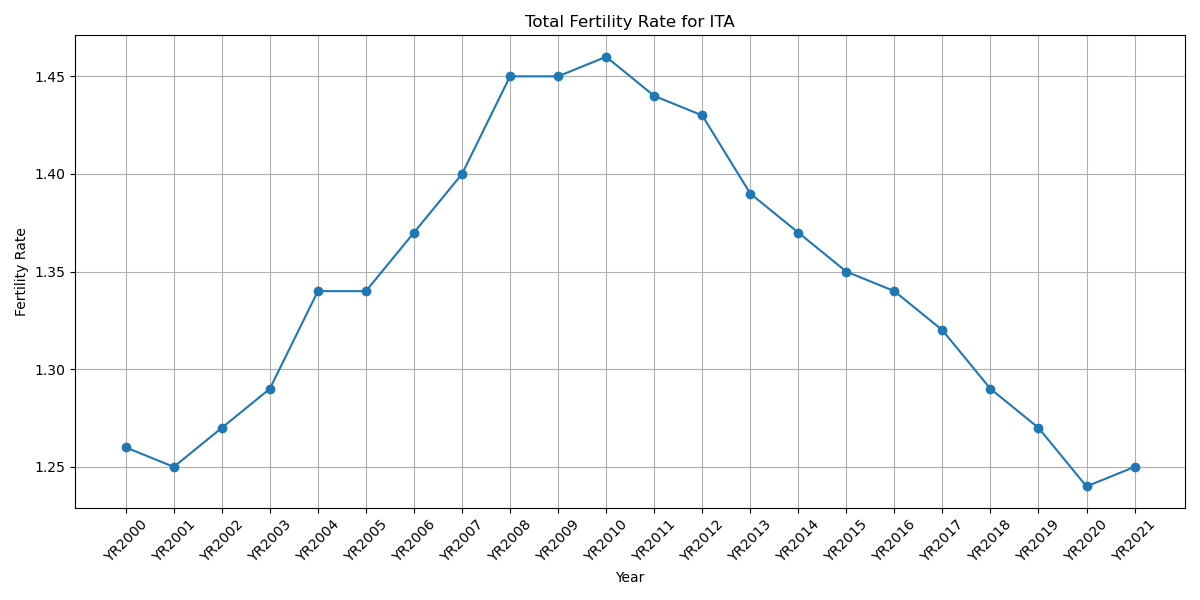 Total Fertility Rate for ITA
Fertility Rate
1.45
1.40
1.35
1.30
1.25
YR2000
YR2001
YR2002
YR2003
YR2004
YR2005
YR2006
YR2007
YR2008
YR2009
YR2010
YR2011
YR2012
YR2013
YR2014
YR2015
YR2016
YR2017
YR2018
YR2019
YR2020
YR2021
Year